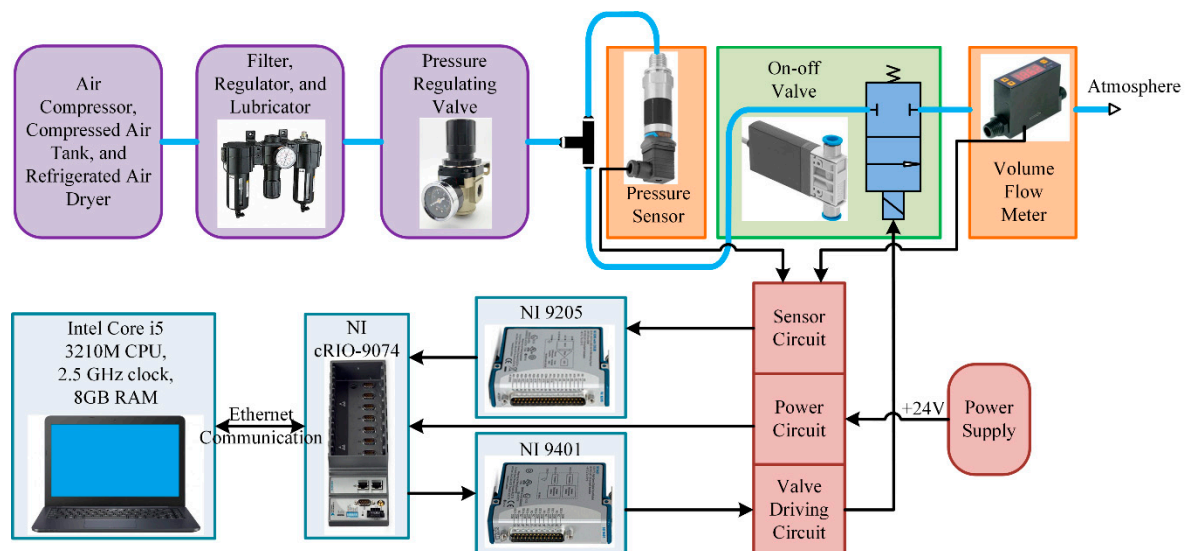 Air
Compressor,
Compressed Air
Tank, and
Refrigerated Air
Dryer
Filter,
Regulator, and
Lubricator
Pressure
Regulating
Valve
Pressure
Sensor
On-off
Valve
Volume
Flow
Meter
Atmosphere
Intel Core i5
3210M CPU,
2.5 GHz clock,
8GB RAM
Ethernet
Communication
NI
cRIO-9074
NI 9205
NI 9401
Sensor
Circuit
Power
Circuit
Valve
Driving
Circuit
+24V
Power
Supply